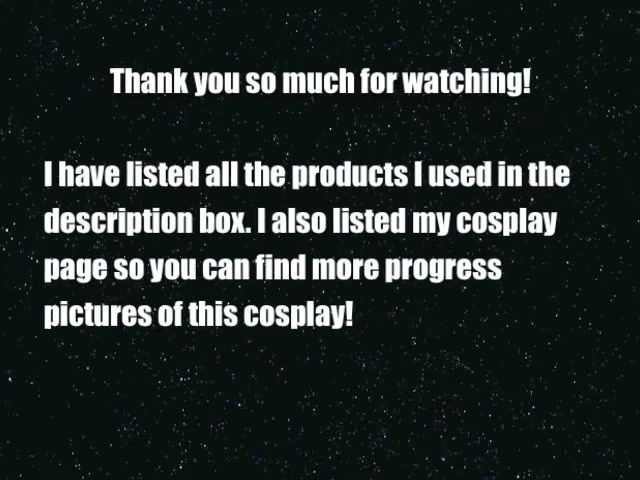 Thank you so much for watching!
I have listed all the products I used in the
description box. I also listed my cosplay
page so you can find more progress
pictures of this cosplay!